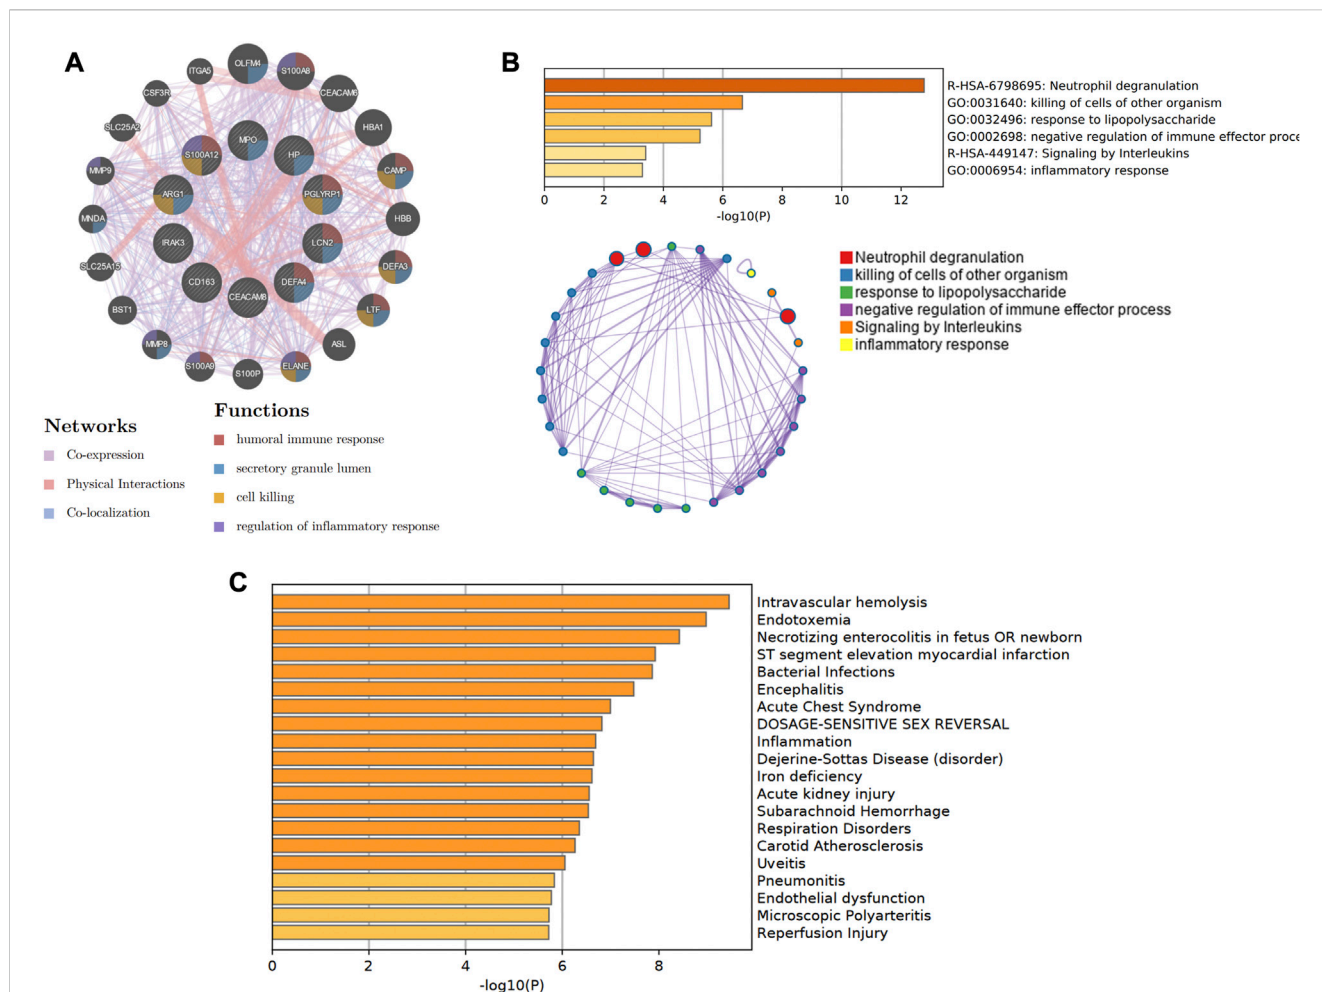 A
OLFM4
S100A8
CEACAM6
HBA1
CAMP
HBB
DEFA3
LTF
ASL
ELANE
S100P
S100A9
MMP8
BST1
SLC25A15
MNDA
MMP9
SLC25A2
CSF3R
ITGA5
MPO
HP
PGLYRP1
LCN2
DEFA4
CEACAM8
CD163
IRAK3
ARG1
S100A12
Networks
Co-expression
Physical Interactions
Co-localization
Functions
humoral immune response
secretory granule lumen
cell killing
regulation of inflammatory response
B
R-HSA-6798695: Neutrophil degranulation
GO:0031640: killing of cells of other organism
GO:0032496: response to lipopolysaccharide
GO:0002698: negative regulation of immune effector proce
R-HSA-449147: Signaling by Interleukins
GO:0006954: inflammatory response
0 2 4 6 8 10 12
-log10(P)
Neutrophil degranulation
killing of cells of other organism
response to lipopolysaccharide
negative regulation of immune effector process
Signaling by Interleukins
inflammatory response
C
Intravascular hemolysis
Endotoxemia
Necrotizing enterocolitis in fetus OR newborn
ST segment elevation myocardial infarction
Bacterial Infections
Encephalitis
Acute Chest Syndrome
DOSAGE-SENSITIVE SEX REVERSAL
Inflammation
Dejerine-Sottas Disease (disorder)
Iron deficiency
Acute kidney injury
Subarachnoid Hemorrhage
Respiration Disorders
Carotid Atherosclerosis
Uveitis
Pneumonitis
Endothelial dysfunction
Microscopic Polyarteritis
Reperfusion Injury
0 2 4 6 8
-log10(P)